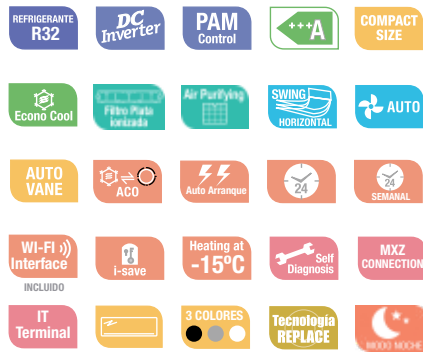 REFRIGERANTE
R32
DC
Inverter
PAM
Control
+++A
COMPACT
SIZE
Econo Cool
Filtro Plata
ionizada
Air Purifying
SWING
HORIZONTAL
AUTO
AUTO
VANE
ACO
Auto Arranque
24
24
SEMANAL
WI-FI
Interface
INCLUIDO
i-save
Heating at
-15ºC
Self
Diagnosis
MXZ
CONNECTION
IT
Terminal
3 COLORES
Tecnología
REPLACE
MODO NOCHE